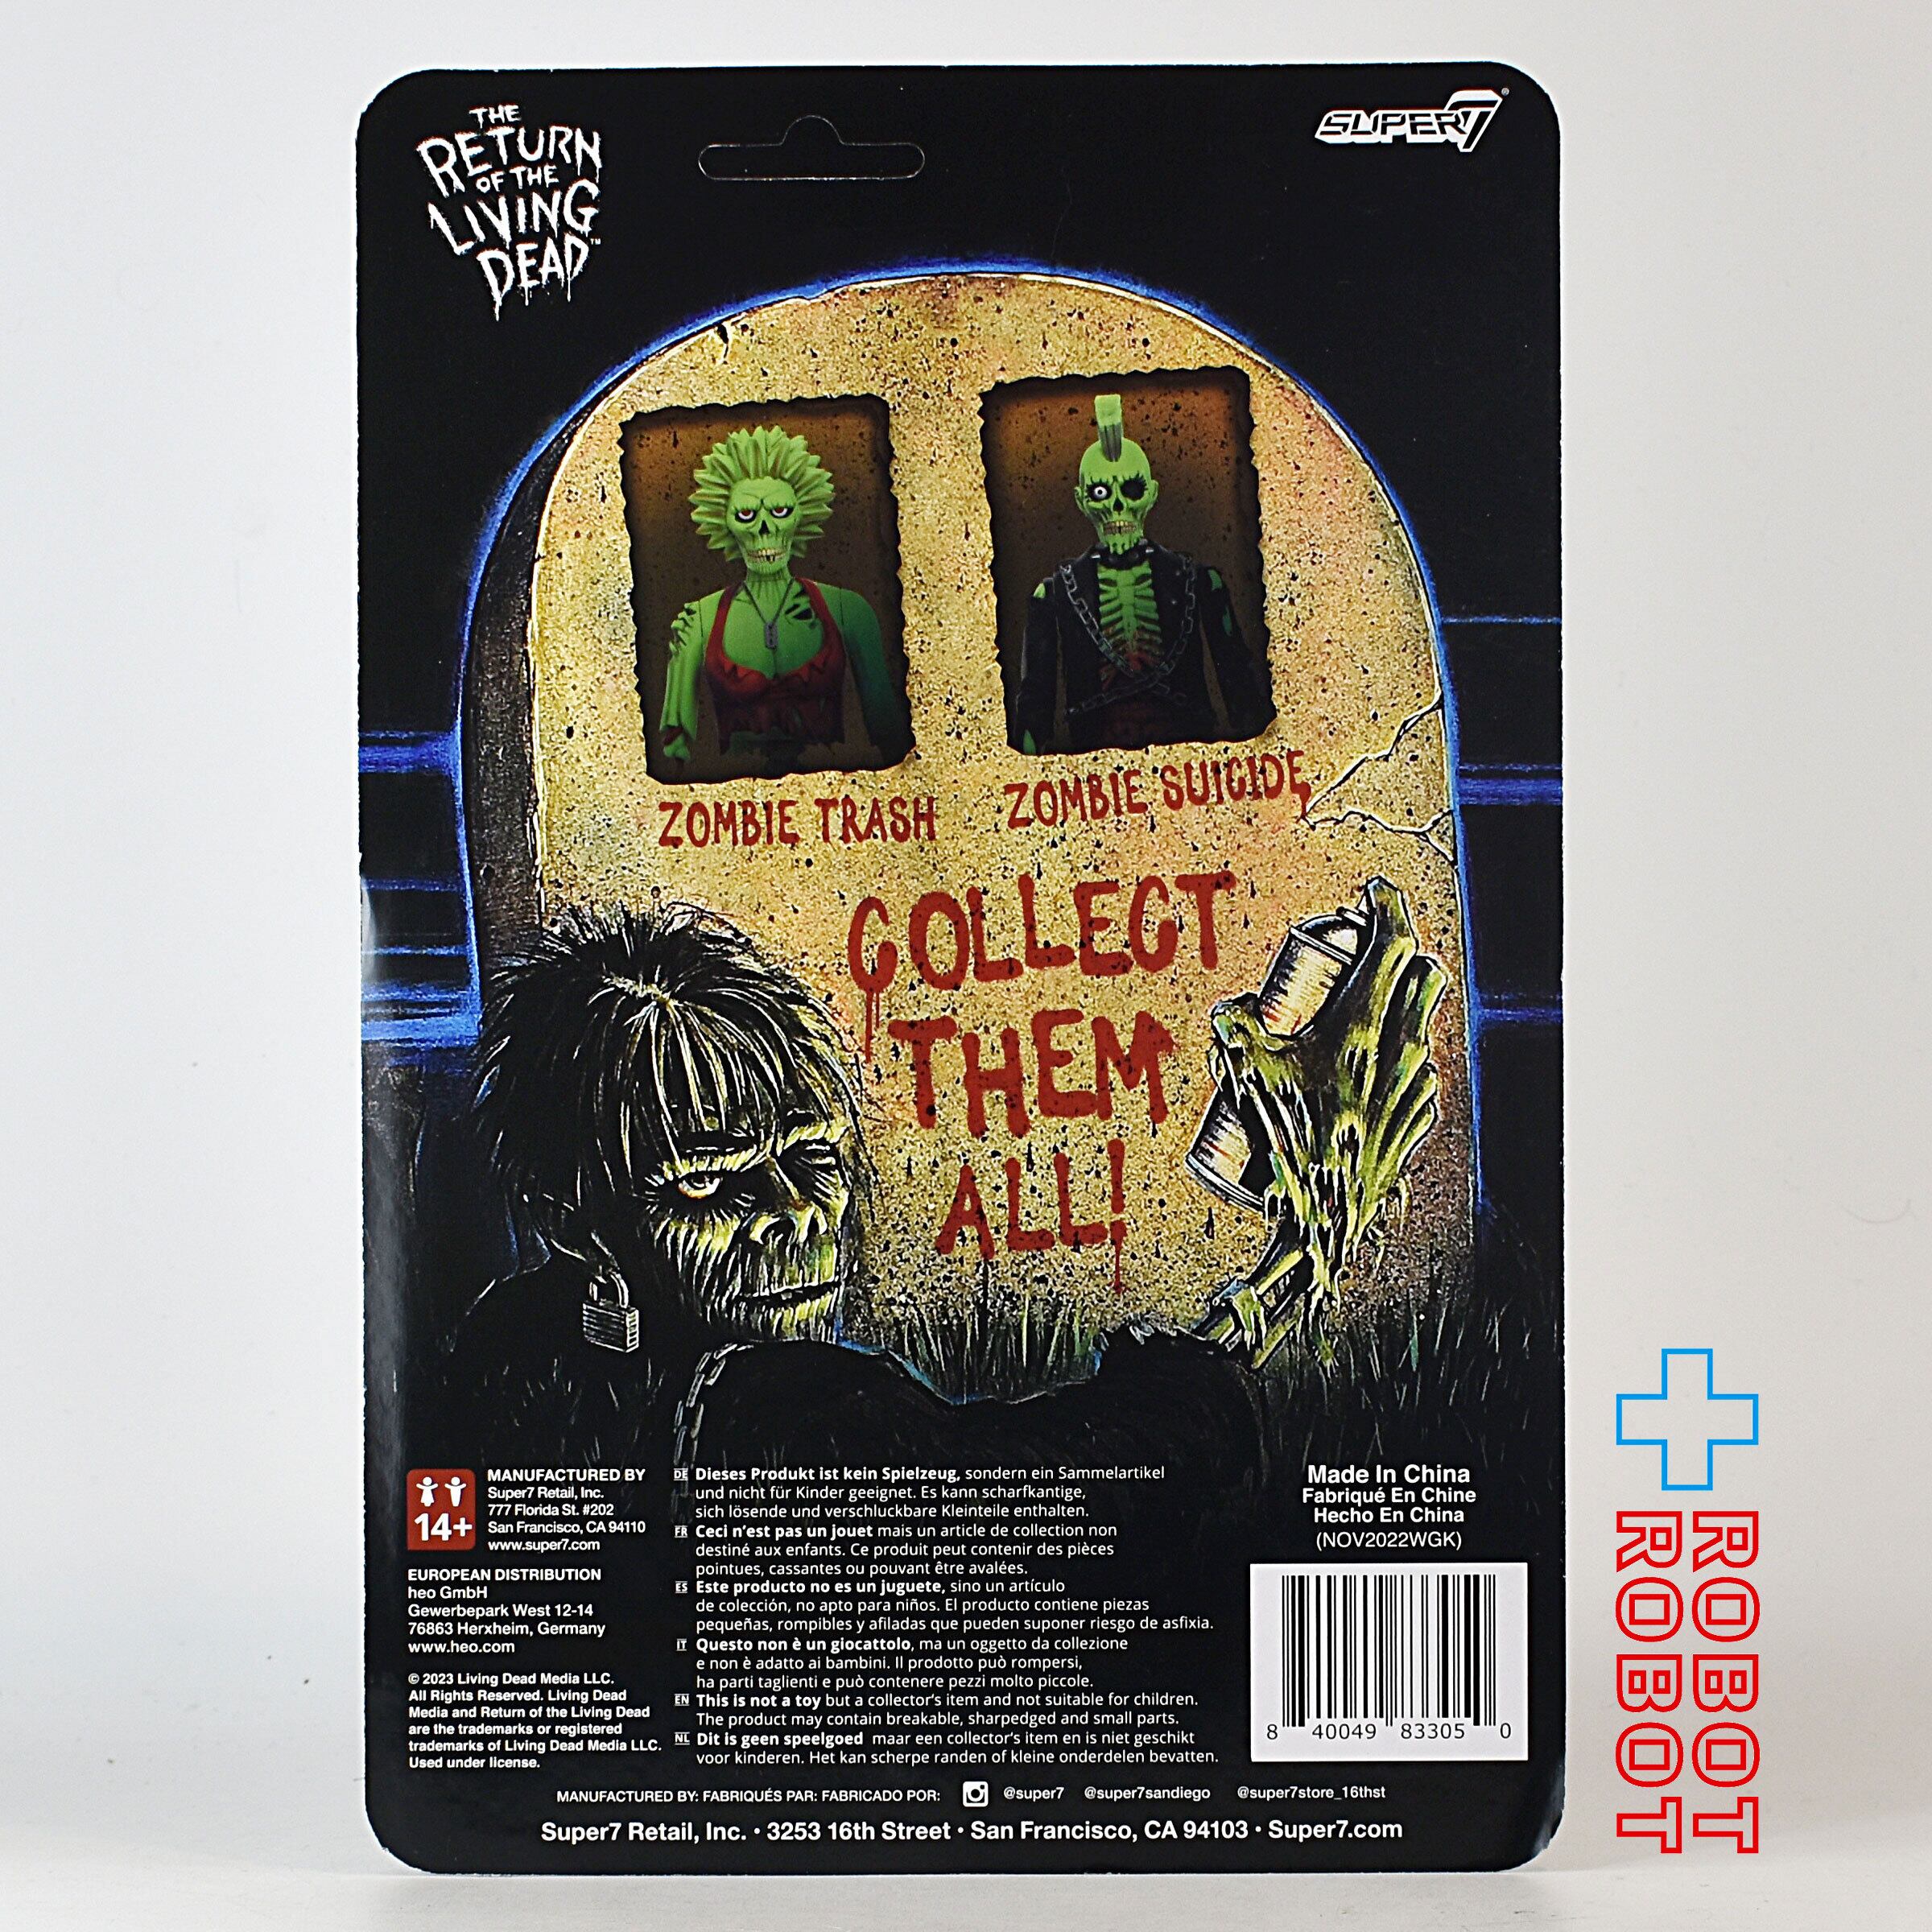 THE
RETURN
OF THE
LIVING
DEAD™
SUPER7®
ZOMBIE TRASH
ZOMBIE SUICIDE
COLLECT
THEM
ALL!
14+
MANUFACTURED BY
Super7 Retail, Inc.
777 Florida St. #202
San Francisco, CA 94110
www.super7.com
EUROPEAN DISTRIBUTION
heo GmbH
Gewerbepark West 12-14
76863 Herxheim, Germany
www.heo.com
© 2023 Living Dead Media LLC.
All Rights Reserved. Living Dead
Media and Return of the Living Dead
are the trademarks or registered
trademarks of Living Dead Media LLC.
Used under license.
DE Dieses Produkt ist kein Spielzeug, sondern ein Sammelartikel
und nicht für Kinder geeignet. Es kann scharfkantige,
sich lösende und verschluckbare Kleinteile enthalten.
FR Ceci n'est pas un jouet mais un article de collection non
destiné aux enfants. Ce produit peut contenir des pièces
pointues, cassantes ou pouvant être avalées.
ES Este producto no es un juguete, sino un artículo
de colección, no apto para niños. El producto contiene piezas
pequeñas, rompibles y afiladas que pueden suponer riesgo de asfixia.
IT Questo non è un giocattolo, ma un oggetto da collezione
e non è adatto ai bambini. Il prodotto può rompersi,
ha parti taglienti e può contenere pezzi molto piccole.
EN This is not a toy but a collector's item and not suitable for children.
The product may contain breakable, sharpedged and small parts.
NL Dit is geen speelgoed maar een collector's item en is niet geschikt
voor kinderen. Het kan scherpe randen of kleine onderdelen bevatten.
Made In China
Fabriqué En Chine
Hecho En China
(NOV2022WGK)
8 40049 83305 0
MANUFACTURED BY: FABRIQUÉS PAR: FABRICADO POR: @super7 @super7sandiego @super7store_16thst
Super7 Retail, Inc. • 3253 16th Street • San Francisco, CA 94103 • Super7.com
ROBOT
ROBOT